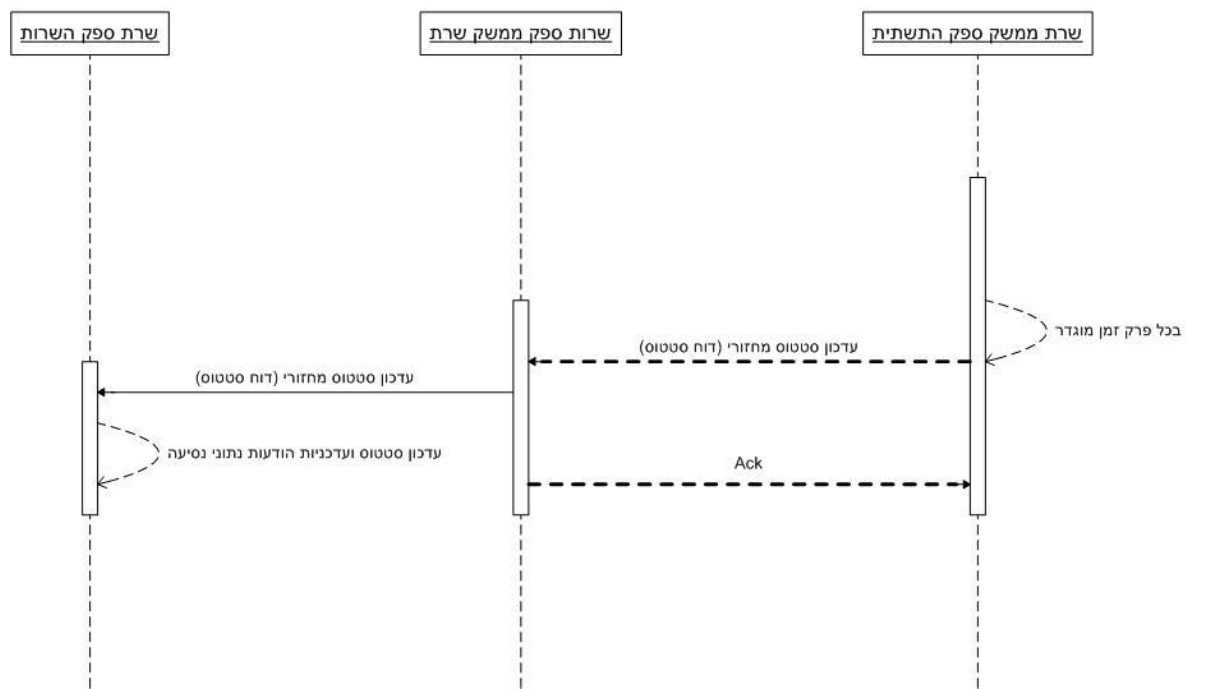 שרת ממשק ספק התשתית
שרות ספק ממשק שרת
שרת ספק השרות
בכל פרק זמן מוגדר
עדכון סטטוס מחזורי (דוח סטטוס)
עדכון סטטוס מחזורי (דוח סטטוס)
עדכון סטטוס ועדכניות הודעות נתוני נסיעה
Ack